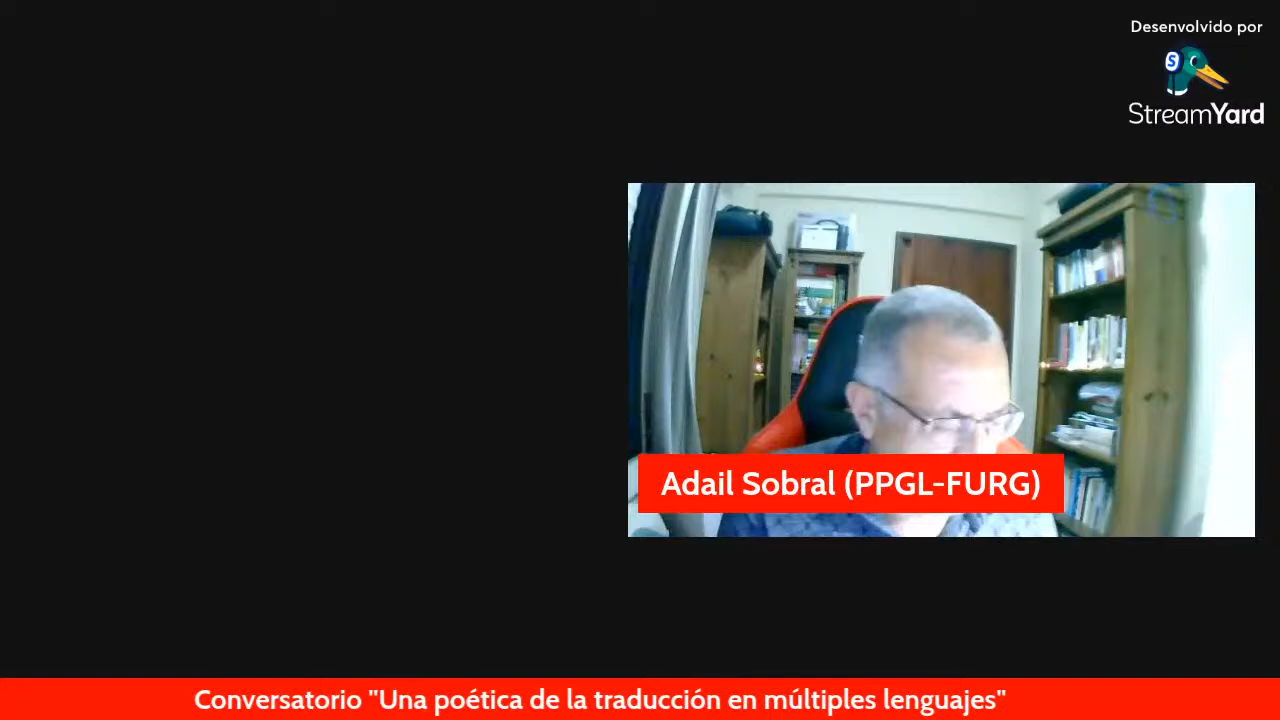 Desenvolvido por
StreamYard
Adail Sobral (PPGL-FURG)
Conversatorio "Una poética de la traducción en múltiples lenguajes"